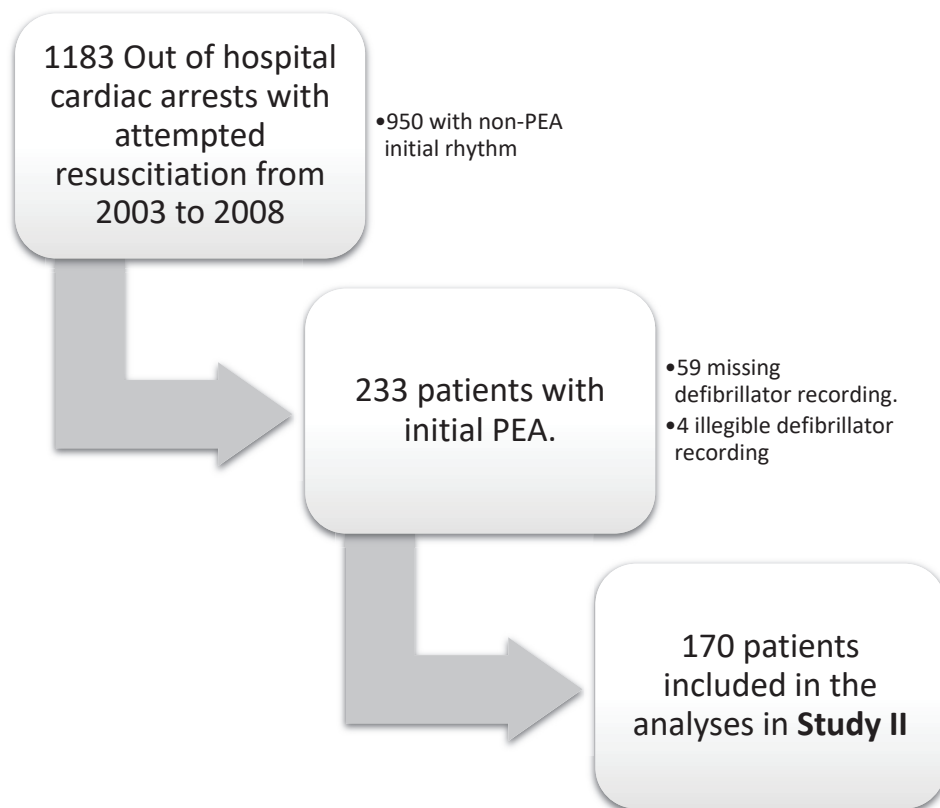 1183 Out of hospital
cardiac arrests with
attempted
resuscitiation from
2003 to 2008
•950 with non-PEA
initial rhythm
233 patients with
initial PEA.
•59 missing
defibrillator recording.
•4 illegible defibrillator
recording
170 patients
included in the
analyses in Study II